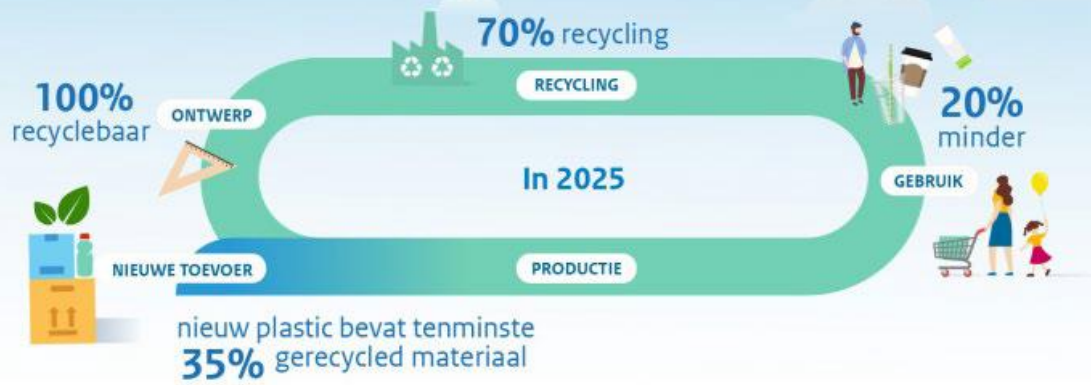 70% recycling
RECYCLING
100%
recyclebaar
ONTWERP
20%
minder
In 2025
GEBRUIK
NIEUWE TOEVOER
PRODUCTIE
nieuw plastic bevat tenminste
35% gerecycled materiaal